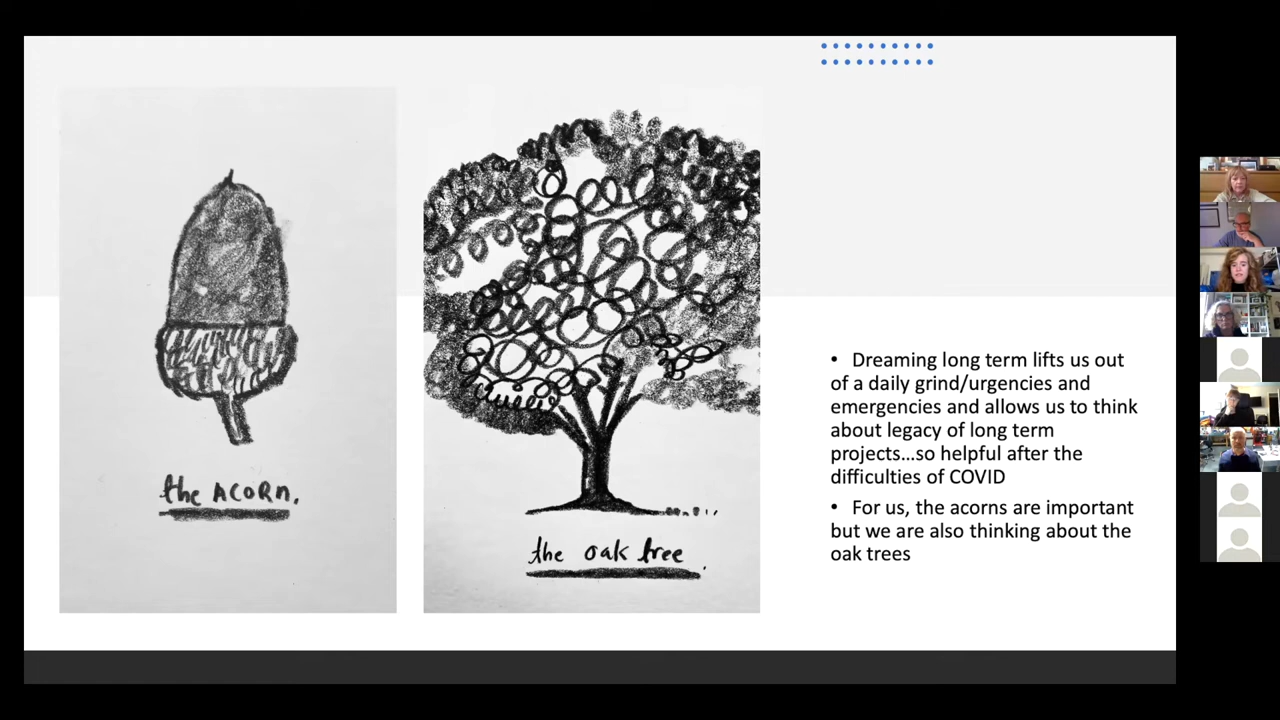 the ACORN.
the oak tree
• Dreaming long term lifts us out
of a daily grind/urgencies and
emergencies and allows us to think
about legacy of long term
projects...so helpful after the
difficulties of COVID
• For us, the acorns are important
but we are also thinking about the
oak trees